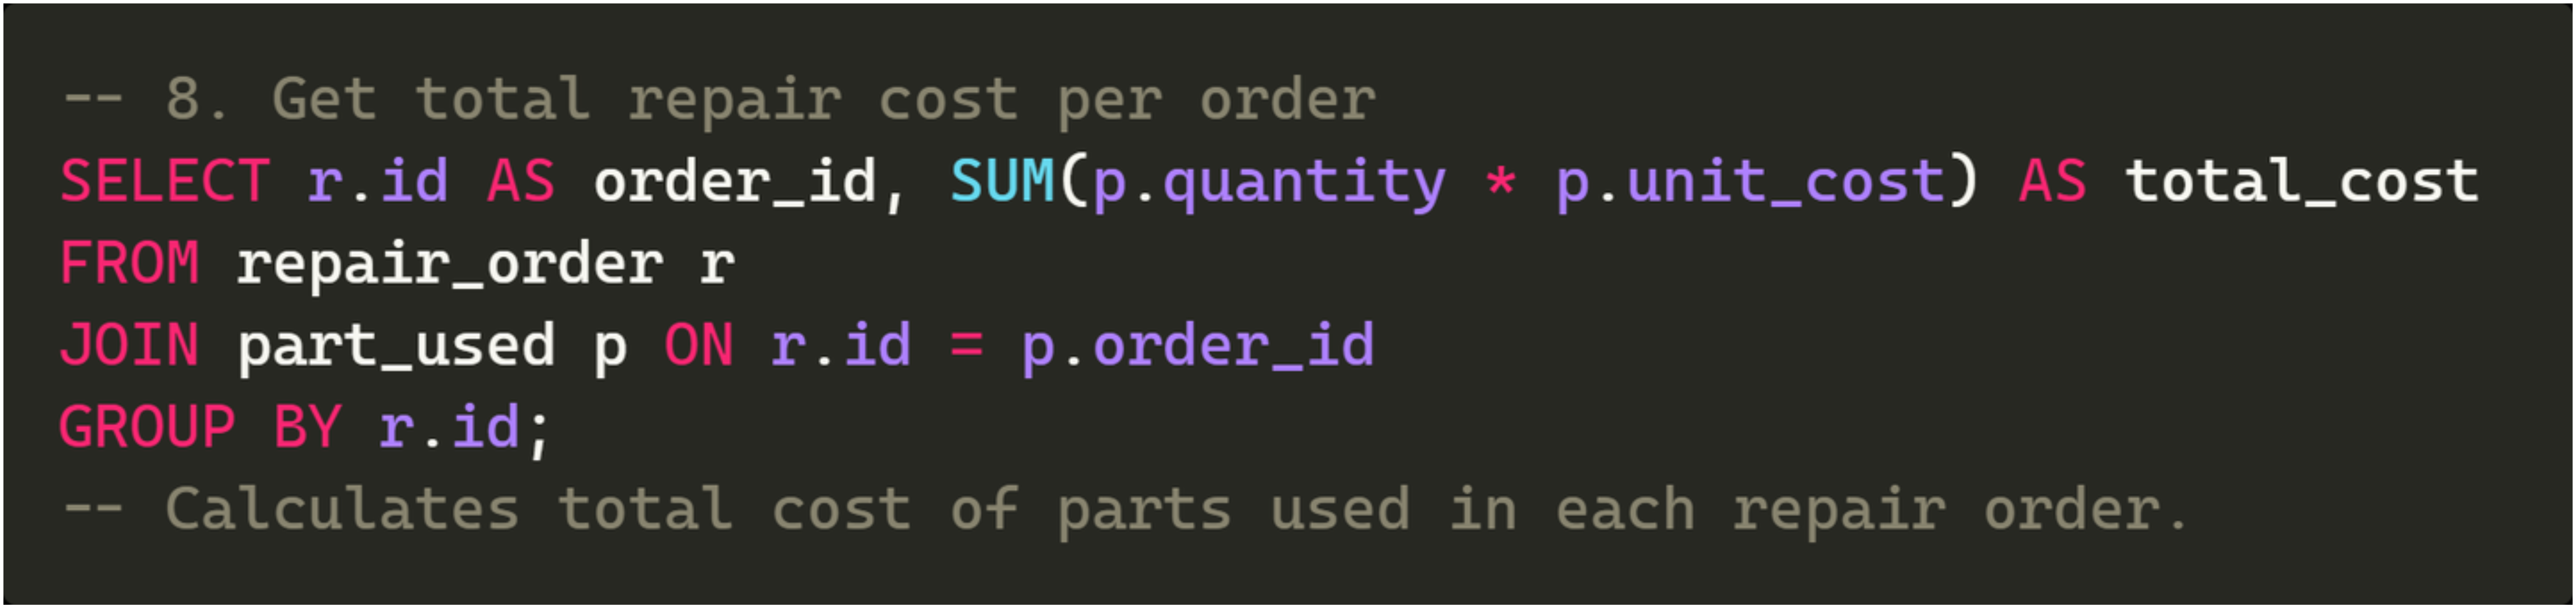 -- 8. Get total repair cost per order
SELECT r.id AS order_id, SUM(p.quantity * p.unit_cost) AS total_cost
FROM repair_order r
JOIN part_used p ON r.id = p.order_id
GROUP BY r.id;
-- Calculates total cost of parts used in each repair order.